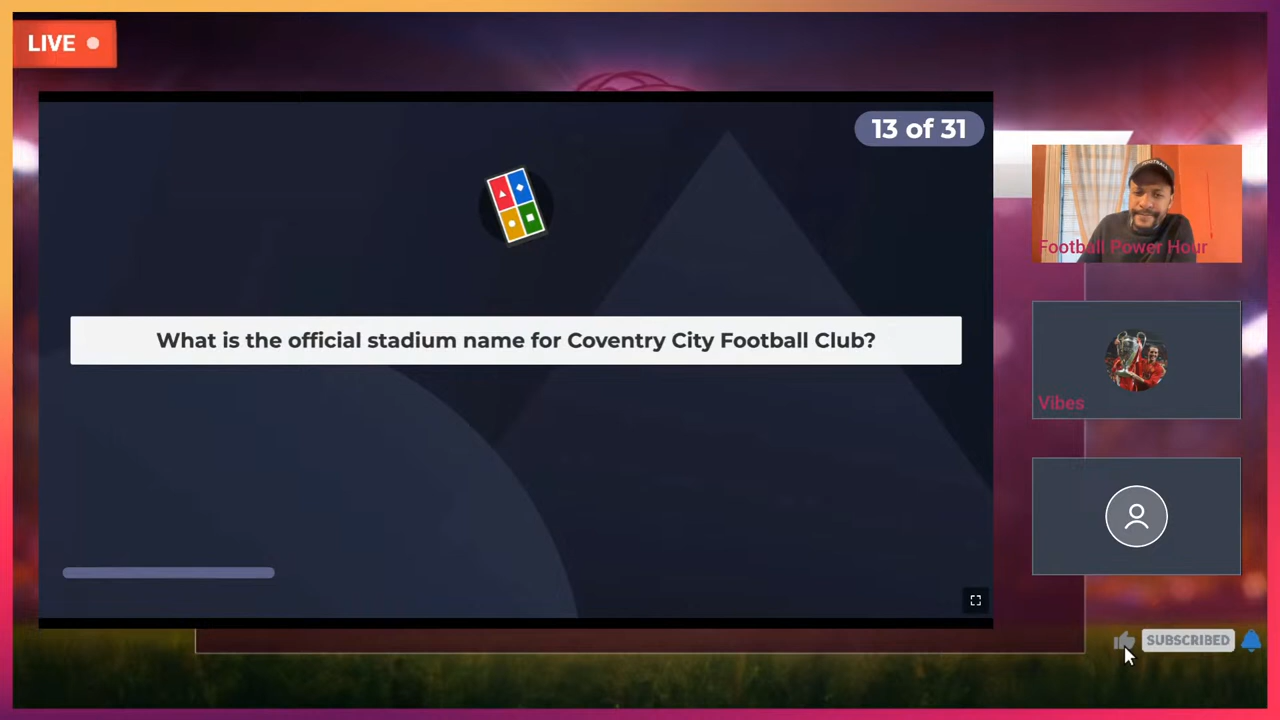 LIVE
13 of 31
What is the official stadium name for Coventry City Football Club?
FOOTBALL
Football Power Hour
Vibes
SUBSCRIBED